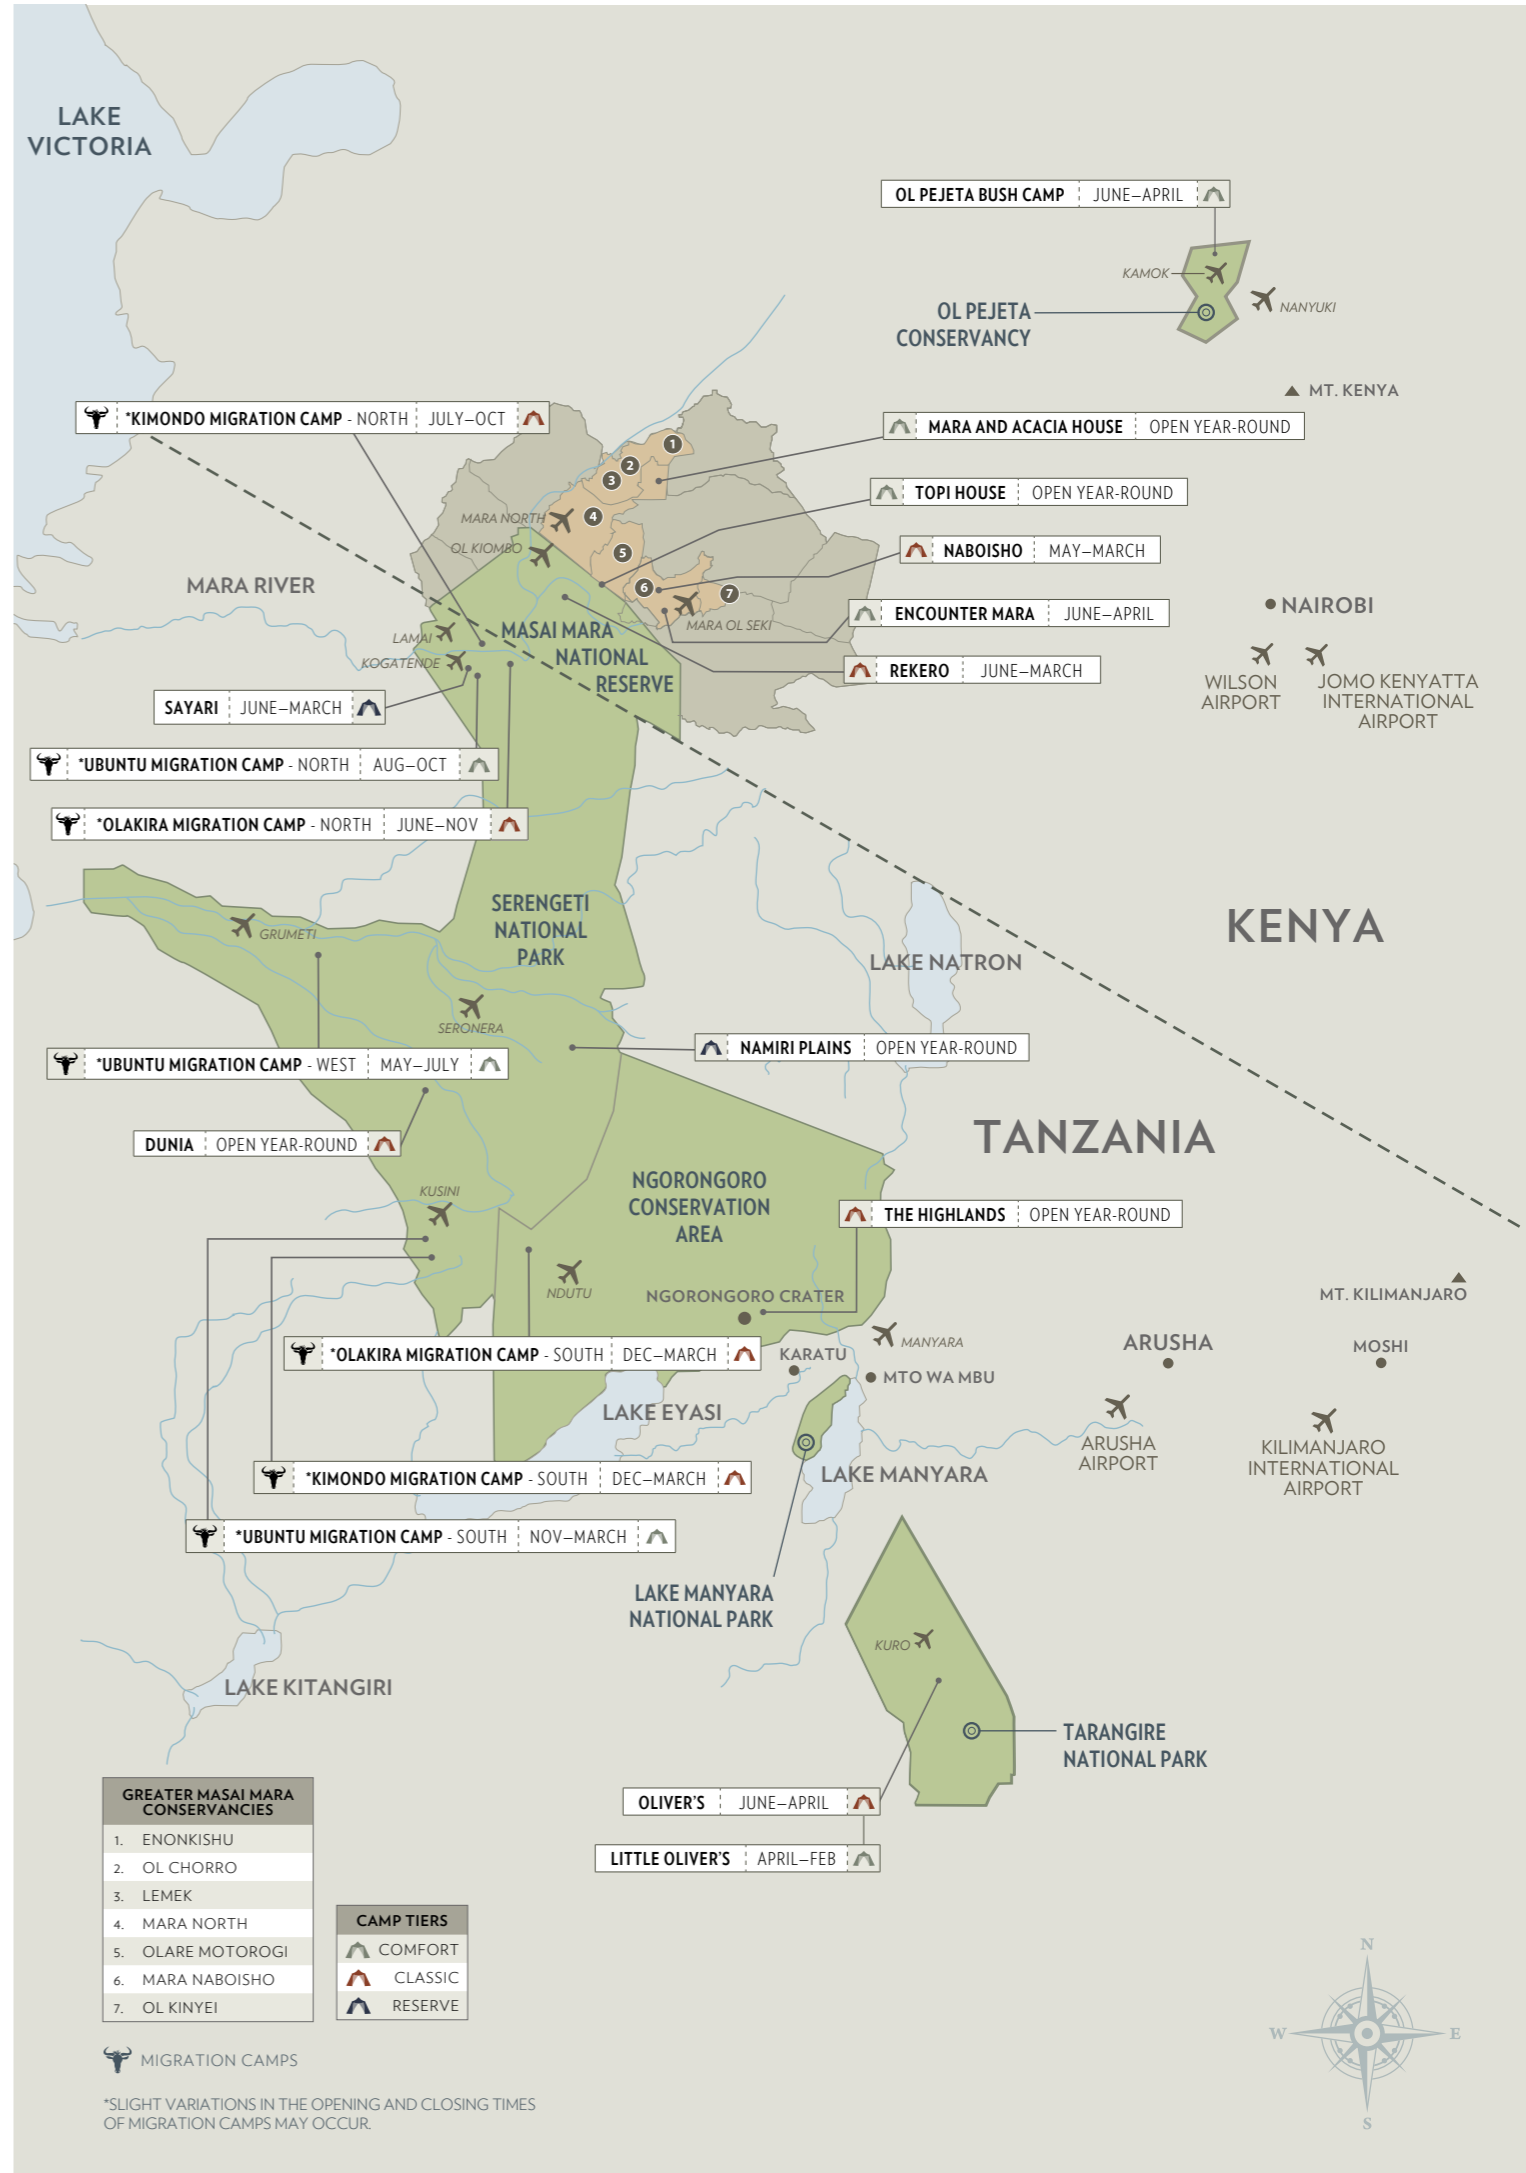 LAKE
VICTORIA
OL PEJETA BUSH CAMP JUNE–APRIL
KAMOK
NANYUKI
OL PEJETA
CONSERVANCY
MT. KENYA
*KIMONDO MIGRATION CAMP - NORTH JULY–OCT
MARA AND ACACIA HOUSE OPEN YEAR-ROUND
1
2
3
TOPI HOUSE OPEN YEAR-ROUND
MARA NORTH
4
OL KIOMBO
5
NABOISHO MAY–MARCH
MARA RIVER
6
7
ENCOUNTER MARA JUNE–APRIL
NAIROBI
LAMAI
MASAI MARA
NATIONAL
RESERVE
MARA OL SEKI
KOGATENDE
REKERO JUNE–MARCH
WILSON
AIRPORT
JOMO KENYATTA
INTERNATIONAL
AIRPORT
SAYARI JUNE–MARCH
*UBUNTU MIGRATION CAMP - NORTH AUG–OCT
*OLAKIRA MIGRATION CAMP - NORTH JUNE–NOV
SERENGETI
NATIONAL
PARK
KENYA
GRUMETI
LAKE NATRON
SERONERA
NAMIRI PLAINS OPEN YEAR-ROUND
*UBUNTU MIGRATION CAMP - WEST MAY–JULY
TANZANIA
DUNIA OPEN YEAR-ROUND
NGORONGORO
CONSERVATION
AREA
KUSINI
THE HIGHLANDS OPEN YEAR-ROUND
NDUTU
NGORONGORO CRATER
MT. KILIMANJARO
MANYARA
ARUSHA
MOSHI
*OLAKIRA MIGRATION CAMP - SOUTH DEC–MARCH
KARATU
MTO WA MBU
LAKE EYASI
ARUSHA
AIRPORT
KILIMANJARO
INTERNATIONAL
AIRPORT
*KIMONDO MIGRATION CAMP - SOUTH DEC–MARCH
LAKE MANYARA
*UBUNTU MIGRATION CAMP - SOUTH NOV–MARCH
LAKE MANYARA
NATIONAL PARK
KURO
LAKE KITANGIRI
TARANGIRE
NATIONAL PARK
OLIVER'S JUNE–APRIL
LITTLE OLIVER'S APRIL–FEB
GREATER MASAI MARA
CONSERVANCIES
1. ENONKISHU
2. OL CHORRO
3. LEMEK
4. MARA NORTH
5. OLARE MOTOROGI
6. MARA NABOISHO
7. OL KINYEI
CAMP TIERS
COMFORT
CLASSIC
RESERVE
MIGRATION CAMPS
*SLIGHT VARIATIONS IN THE OPENING AND CLOSING TIMES
OF MIGRATION CAMPS MAY OCCUR.
N
W
E
S